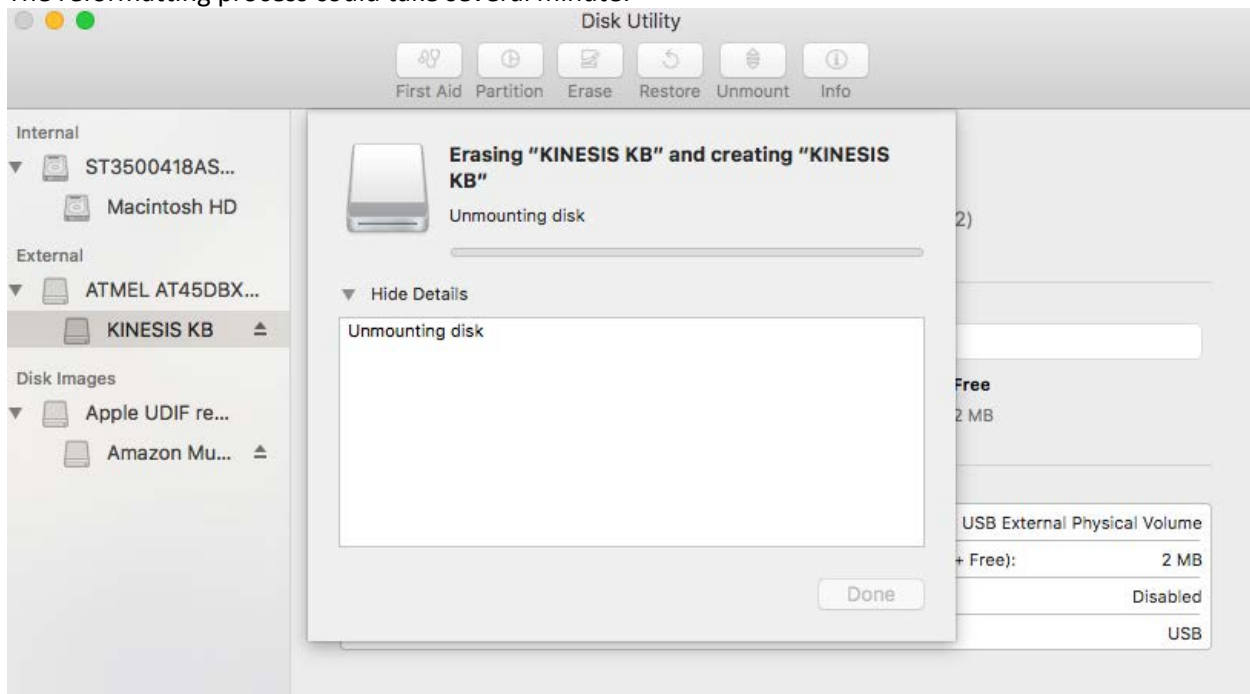 The reformatting process could take several minute.
Disk Utility
First Aid Partition Erase Restore Unmount Info
Internal
ST3500418AS...
Macintosh HD
External
ATMEL AT45DBX...
KINESIS KB
Disk Images
Apple UDIF re...
Amazon Mu...
Erasing "KINESIS KB" and creating "KINESIS
KB"
Unmounting disk
Hide Details
Unmounting disk
Done
2)
Free
2 MB
USB External Physical Volume
+ Free): 2 MB
Disabled
USB